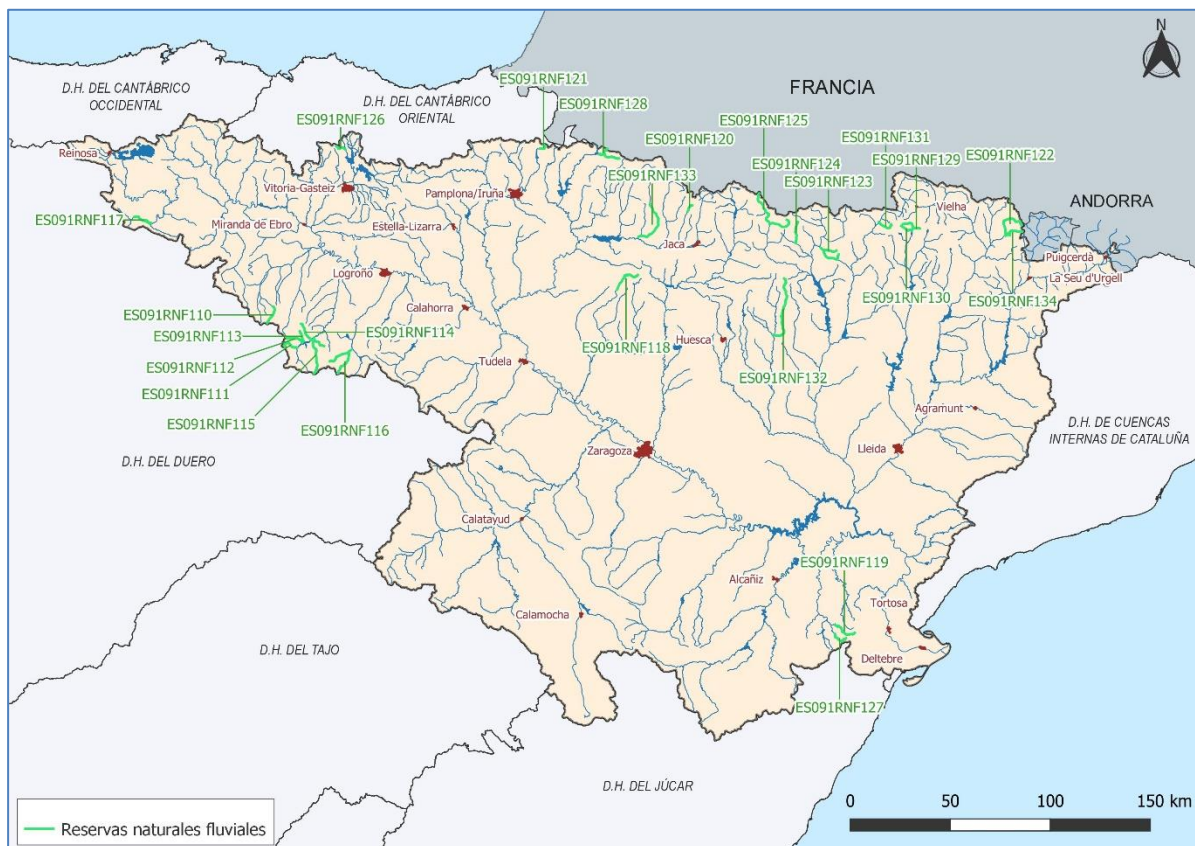 N
ES091RNF121
D.H. DEL CANTÁBRICO
OCCIDENTAL
D.H. DEL CANTÁBRICO
ORIENTAL
FRANCIA
ES091RNF128
ES091RNF126
ES091RNF125
ES091RNF120
ES091RNF131
Reinosa
ES091RNF129
ES091RNF122
ES091RNF124
ES091RNF133
ES091RNF123
Vitoria-Gasteiz
Pamplona/Iruña
Vielha
ANDORRA
ES091RNF117
Miranda de Ebro
Estella-Lizarra
Jaca
Puigcerdà
Logroño
La Seu d'Urgell
ES091RNF130
ES091RNF134
Calahorra
ES091RNF110
ES091RNF113
ES091RNF114
Huesca
ES091RNF118
ES091RNF112
Tudela
ES091RNF132
ES091RNF111
Agramunt
ES091RNF115
ES091RNF116
D.H. DE CUENCAS
INTERNAS DE CATALUÑA
Zaragoza
Lleida
D.H. DEL DUERO
Calatayud
ES091RNF119
Alcañiz
Tortosa
Calamocha
D.H. DEL TAJO
Deltebre
ES091RNF127
D.H. DEL JÚCAR
0 50 100 150 km
Reservas naturales fluviales